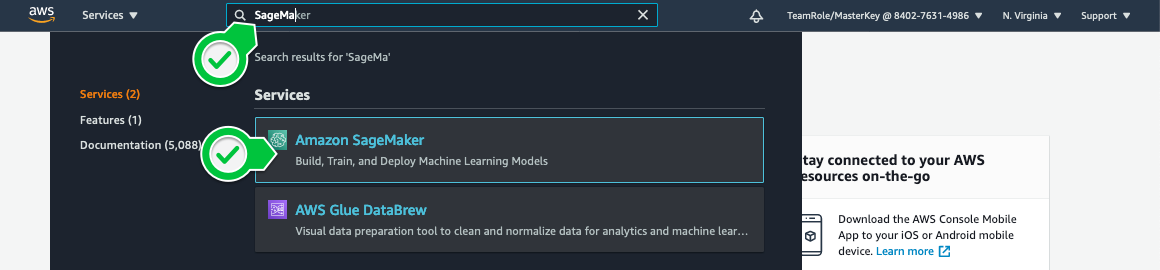 aws
Services ▼
SageMaker
TeamRole/MasterKey @ 8402-7631-4986 ▼
N. Virginia ▼
Support ▼
Search results for 'SageMa'
Services (2)
Features (1)
Documentation (5,088)
Services
Amazon SageMaker
Build, Train, and Deploy Machine Learning Models
AWS Glue DataBrew
Visual data preparation tool to clean and normalize data for analytics and machine lear...
tay connected to your AWS
esources on-the-go
Download the AWS Console Mobile
App to your iOS or Android mobile
device. Learn more